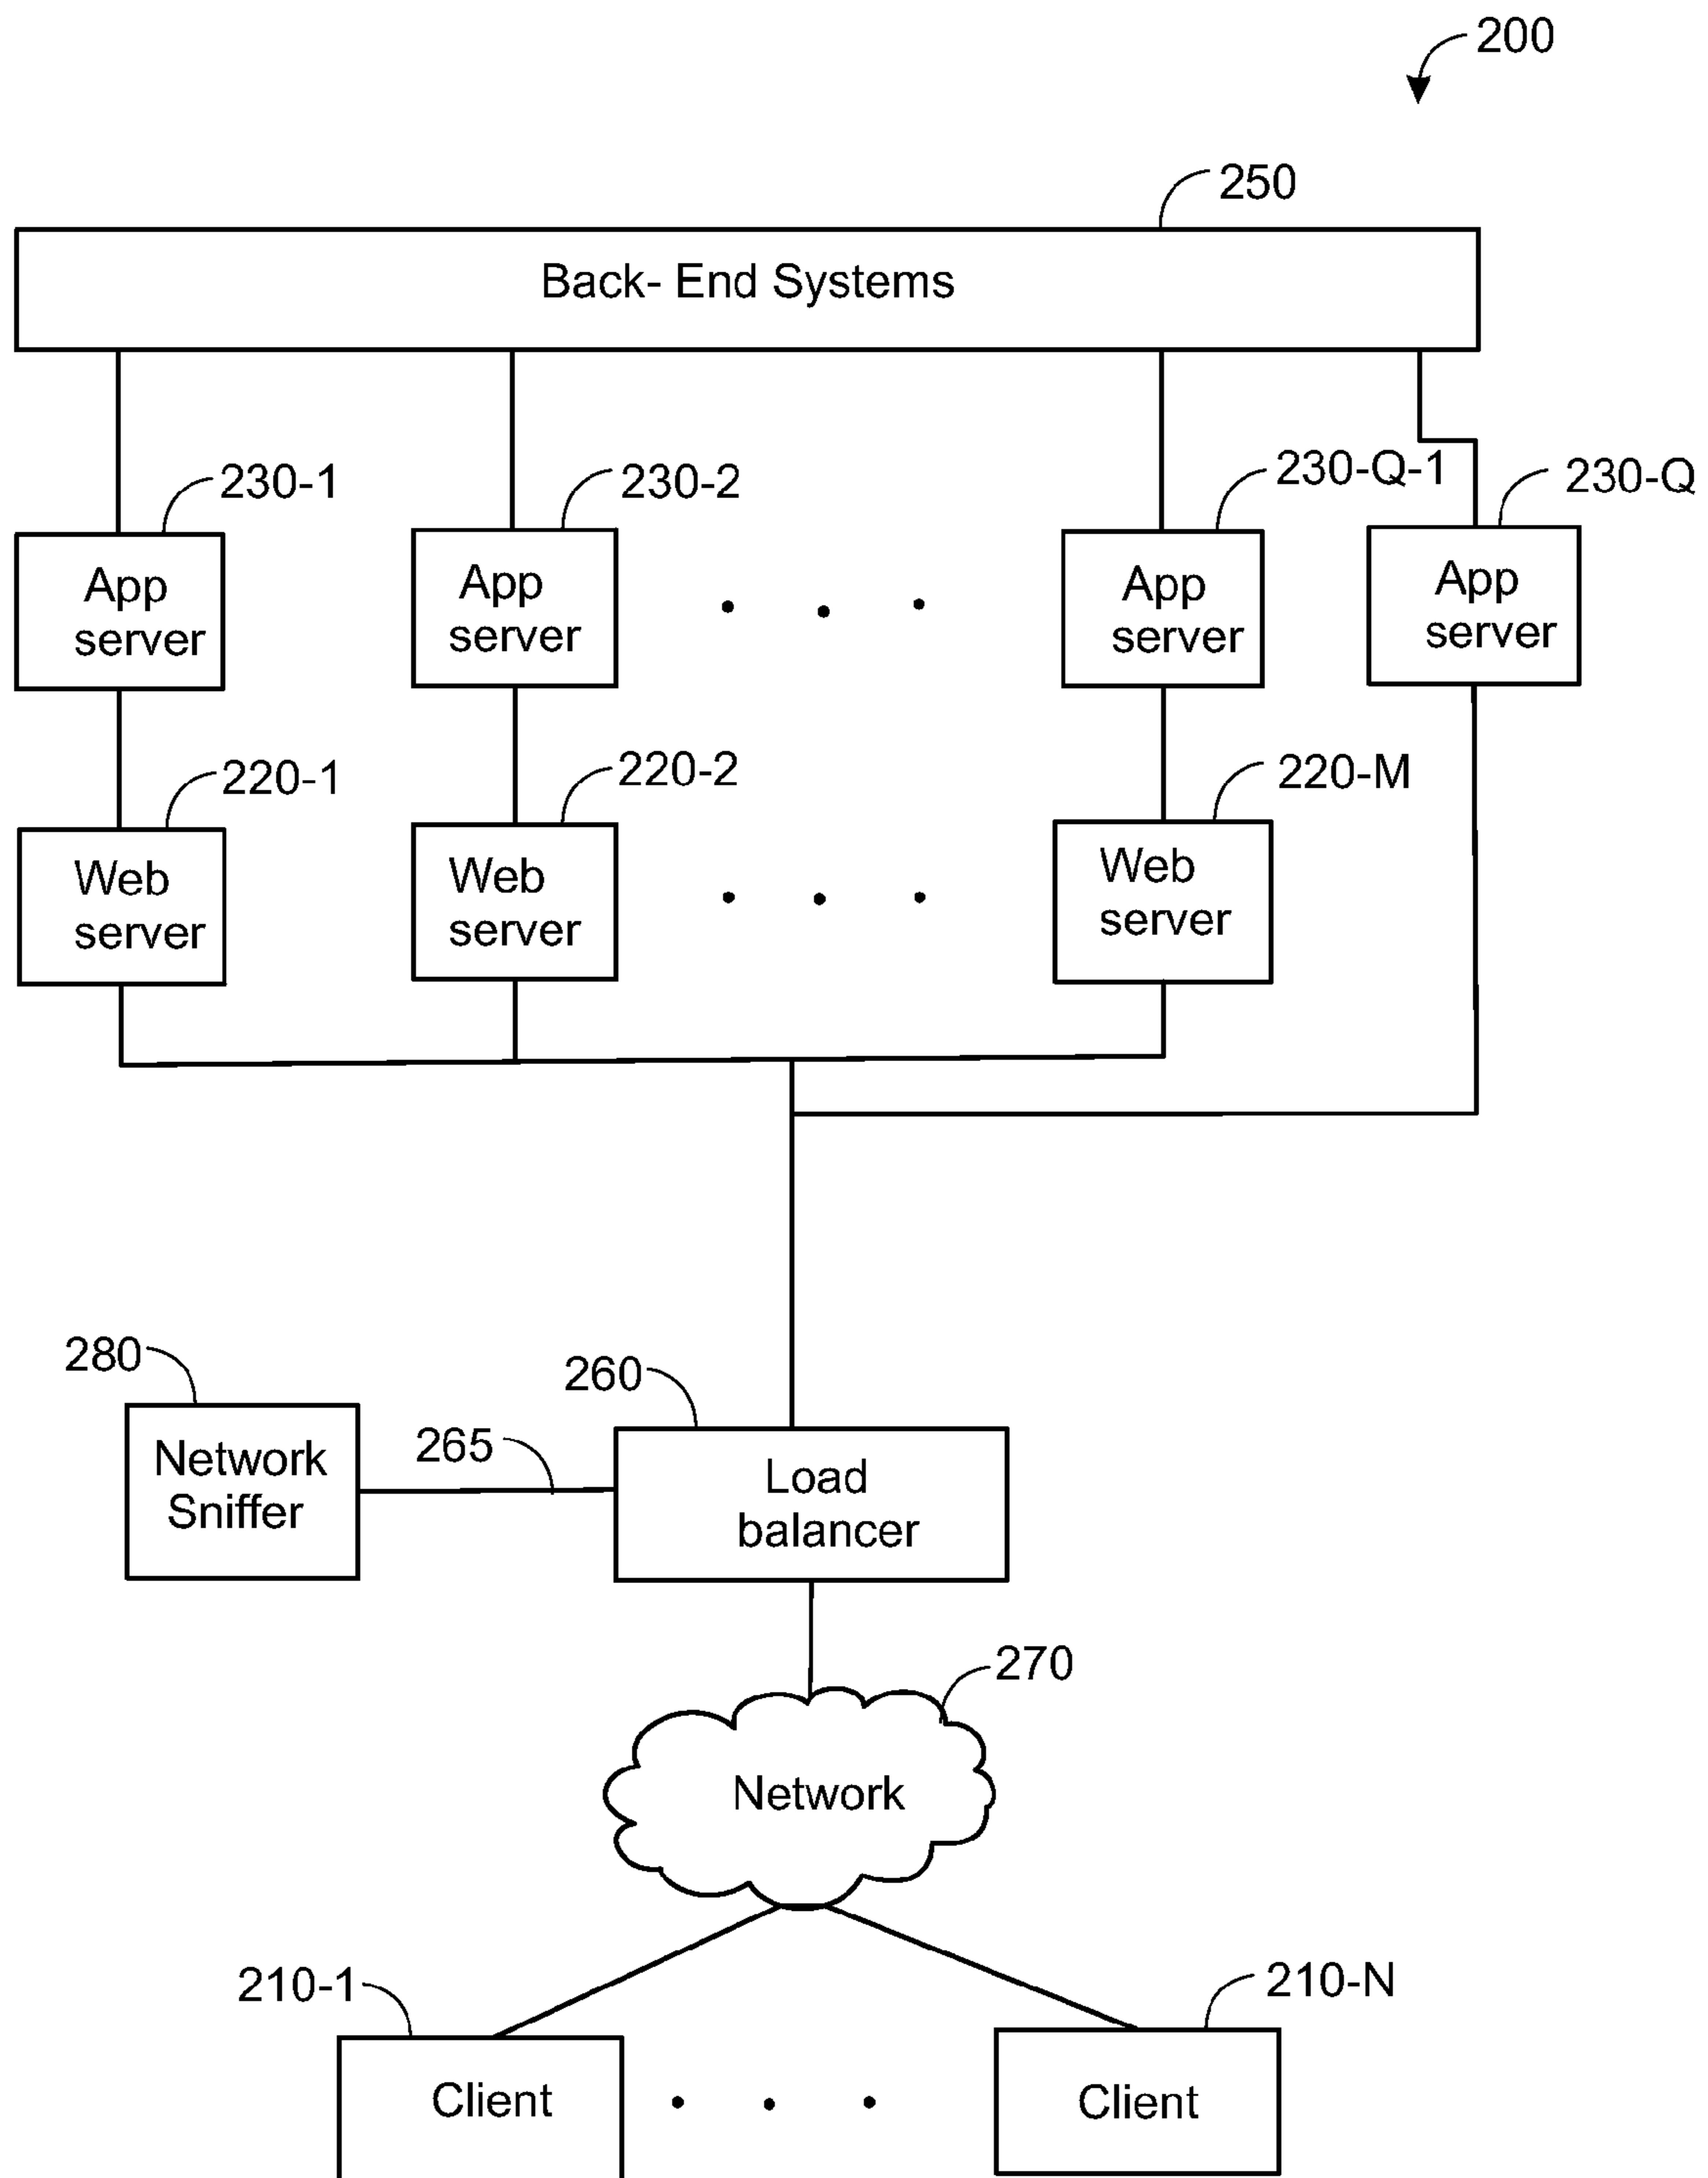 200
250
Back- End Systems
230-1
230-2
230-Q-1
230-Q
App
server
App
server
App
server
App
server
220-1
220-2
220-M
Web
server
Web
server
Web
server
280
260
265
Network
Sniffer
Load
balancer
270
Network
210-1
210-N
Client
Client